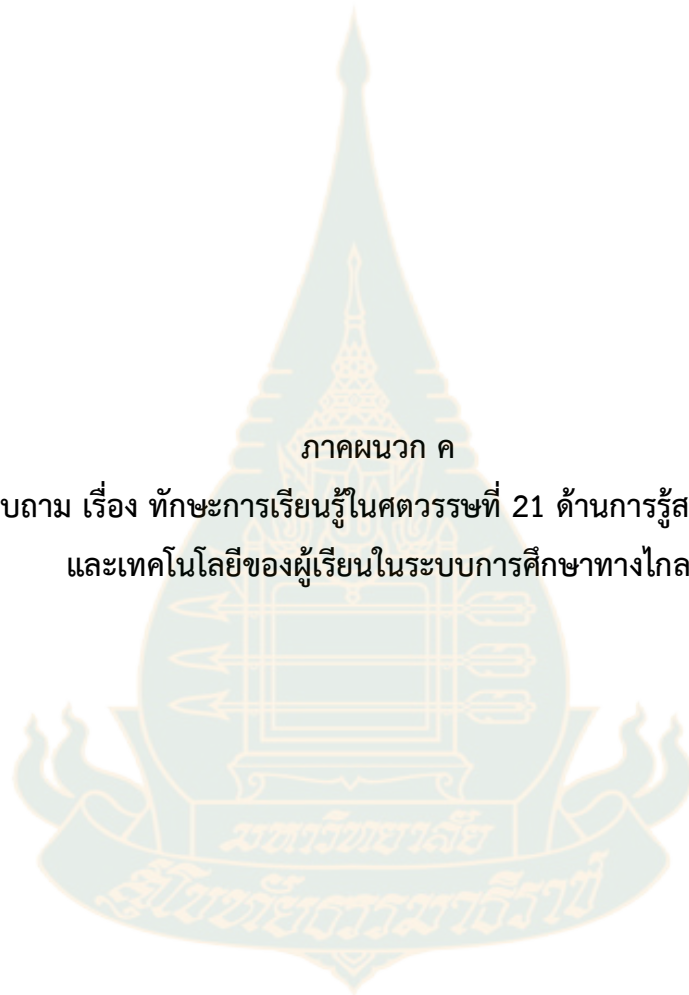 ภาคผนวก ค
บถาม เรื่อง ทักษะการเรียนรู้ในศตวรรษที่ 21 ด้านการรู้ส
และเทคโนโลยีของผู้เรียนในระบบการศึกษาทางไกล
มหาวิทยาลัย
สุโขทัยธรรมาธิราช